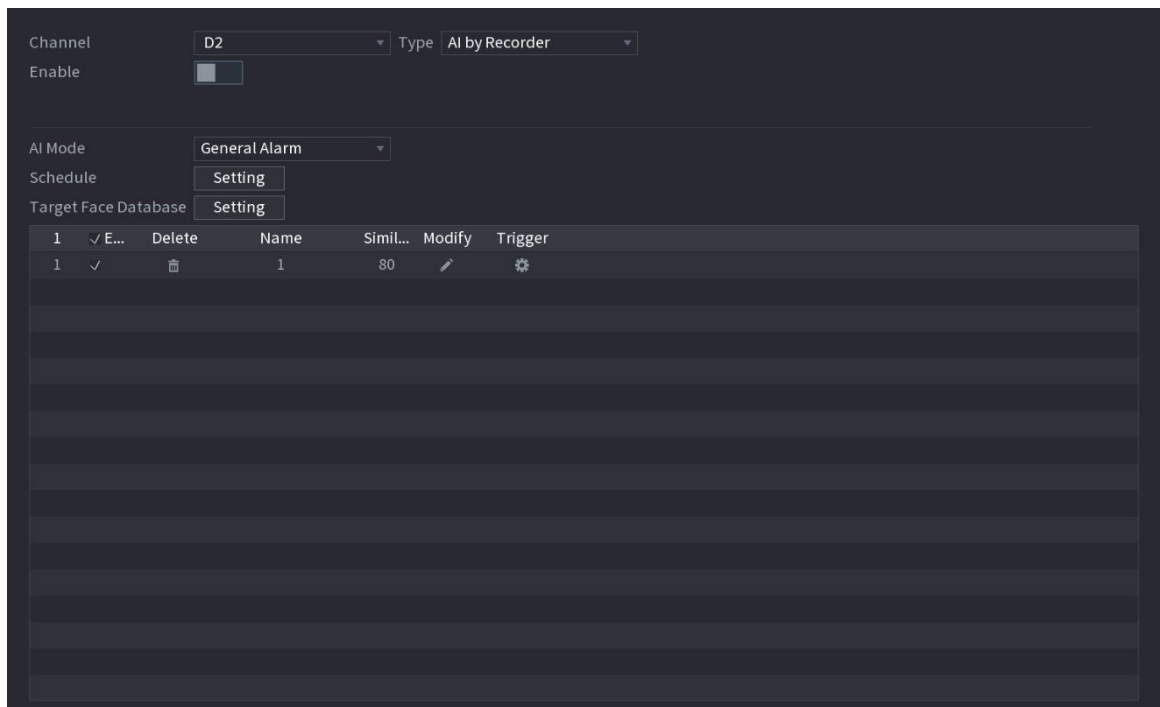 Channel D2 Type AI by Recorder
Enable
AI Mode General Alarm
Schedule Setting
Target Face Database Setting
1 E... Delete Name Simil... Modify Trigger
1 1 80